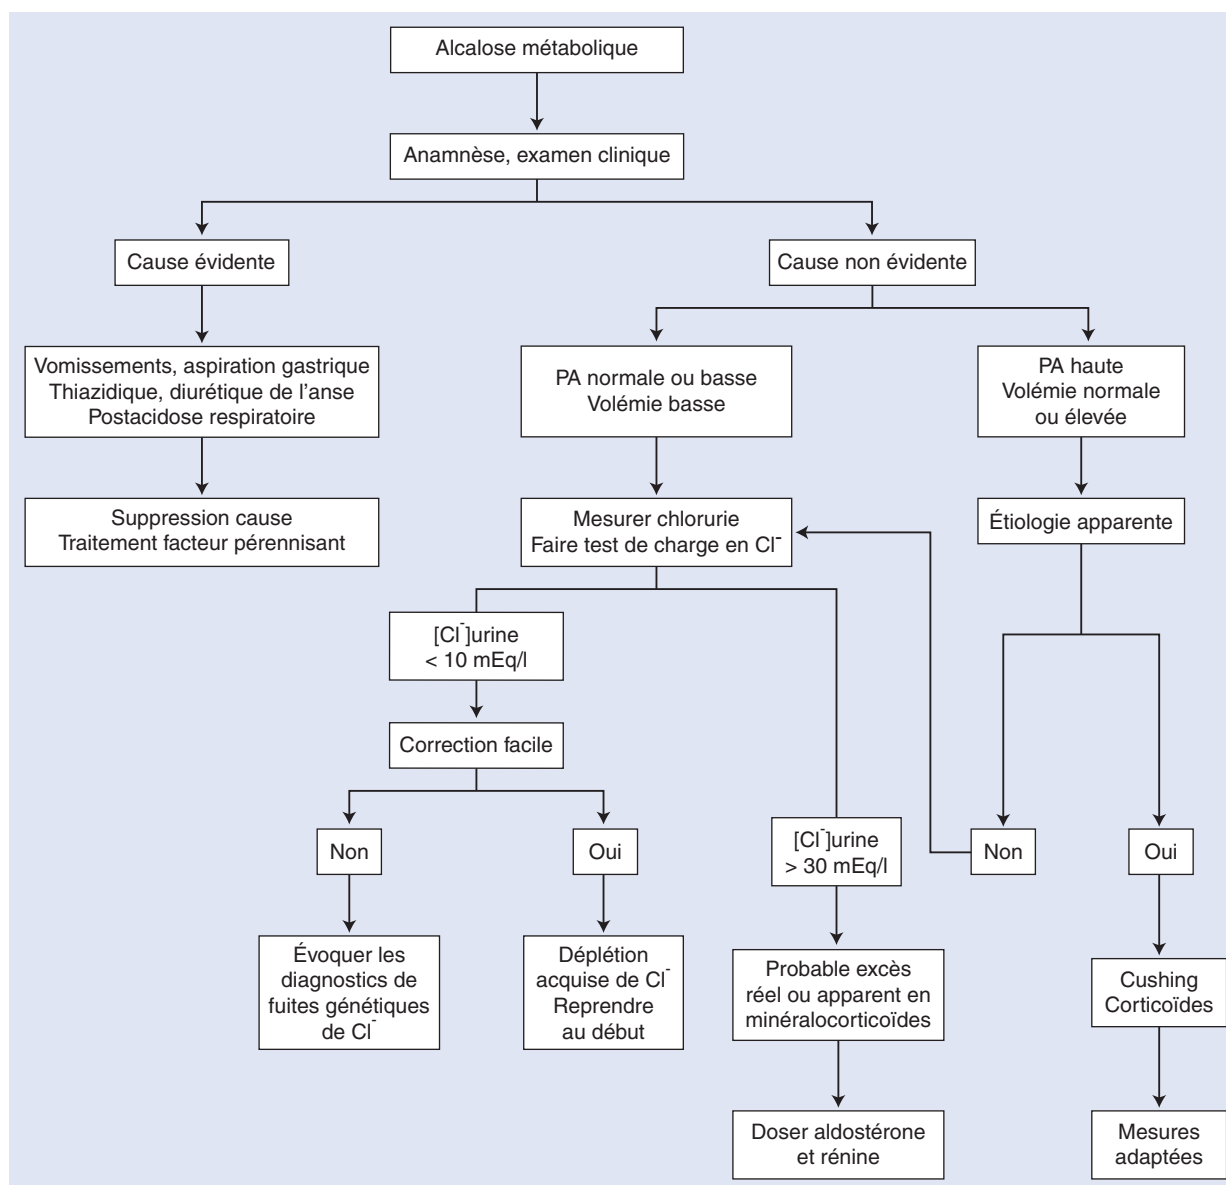 Alcalose métabolique
Anamnèse, examen clinique
Cause évidente
Cause non évidente
Vomissements, aspiration gastrique
Thiazidique, diurétique de l'anse
Postacidose respiratoire
PA normale ou basse
Volémie basse
PA haute
Volémie normale
ou élevée
Suppression cause
Traitement facteur pérennisant
Mesurer chlorurie
Faire test de charge en Cl⁻
Étiologie apparente
[Cl⁻]urine
< 10 mEq/l
Correction facile
Non
Oui
[Cl⁻]urine
> 30 mEq/l
Non
Oui
Évoquer les
diagnostics de
fuites génétiques
de Cl⁻
Déplétion
acquise de Cl⁻
Reprendre
au début
Probable excès
réel ou apparent en
minéralocorticoïdes
Cushing
Corticoïdes
Doser aldostérone
et rénine
Mesures
adaptées